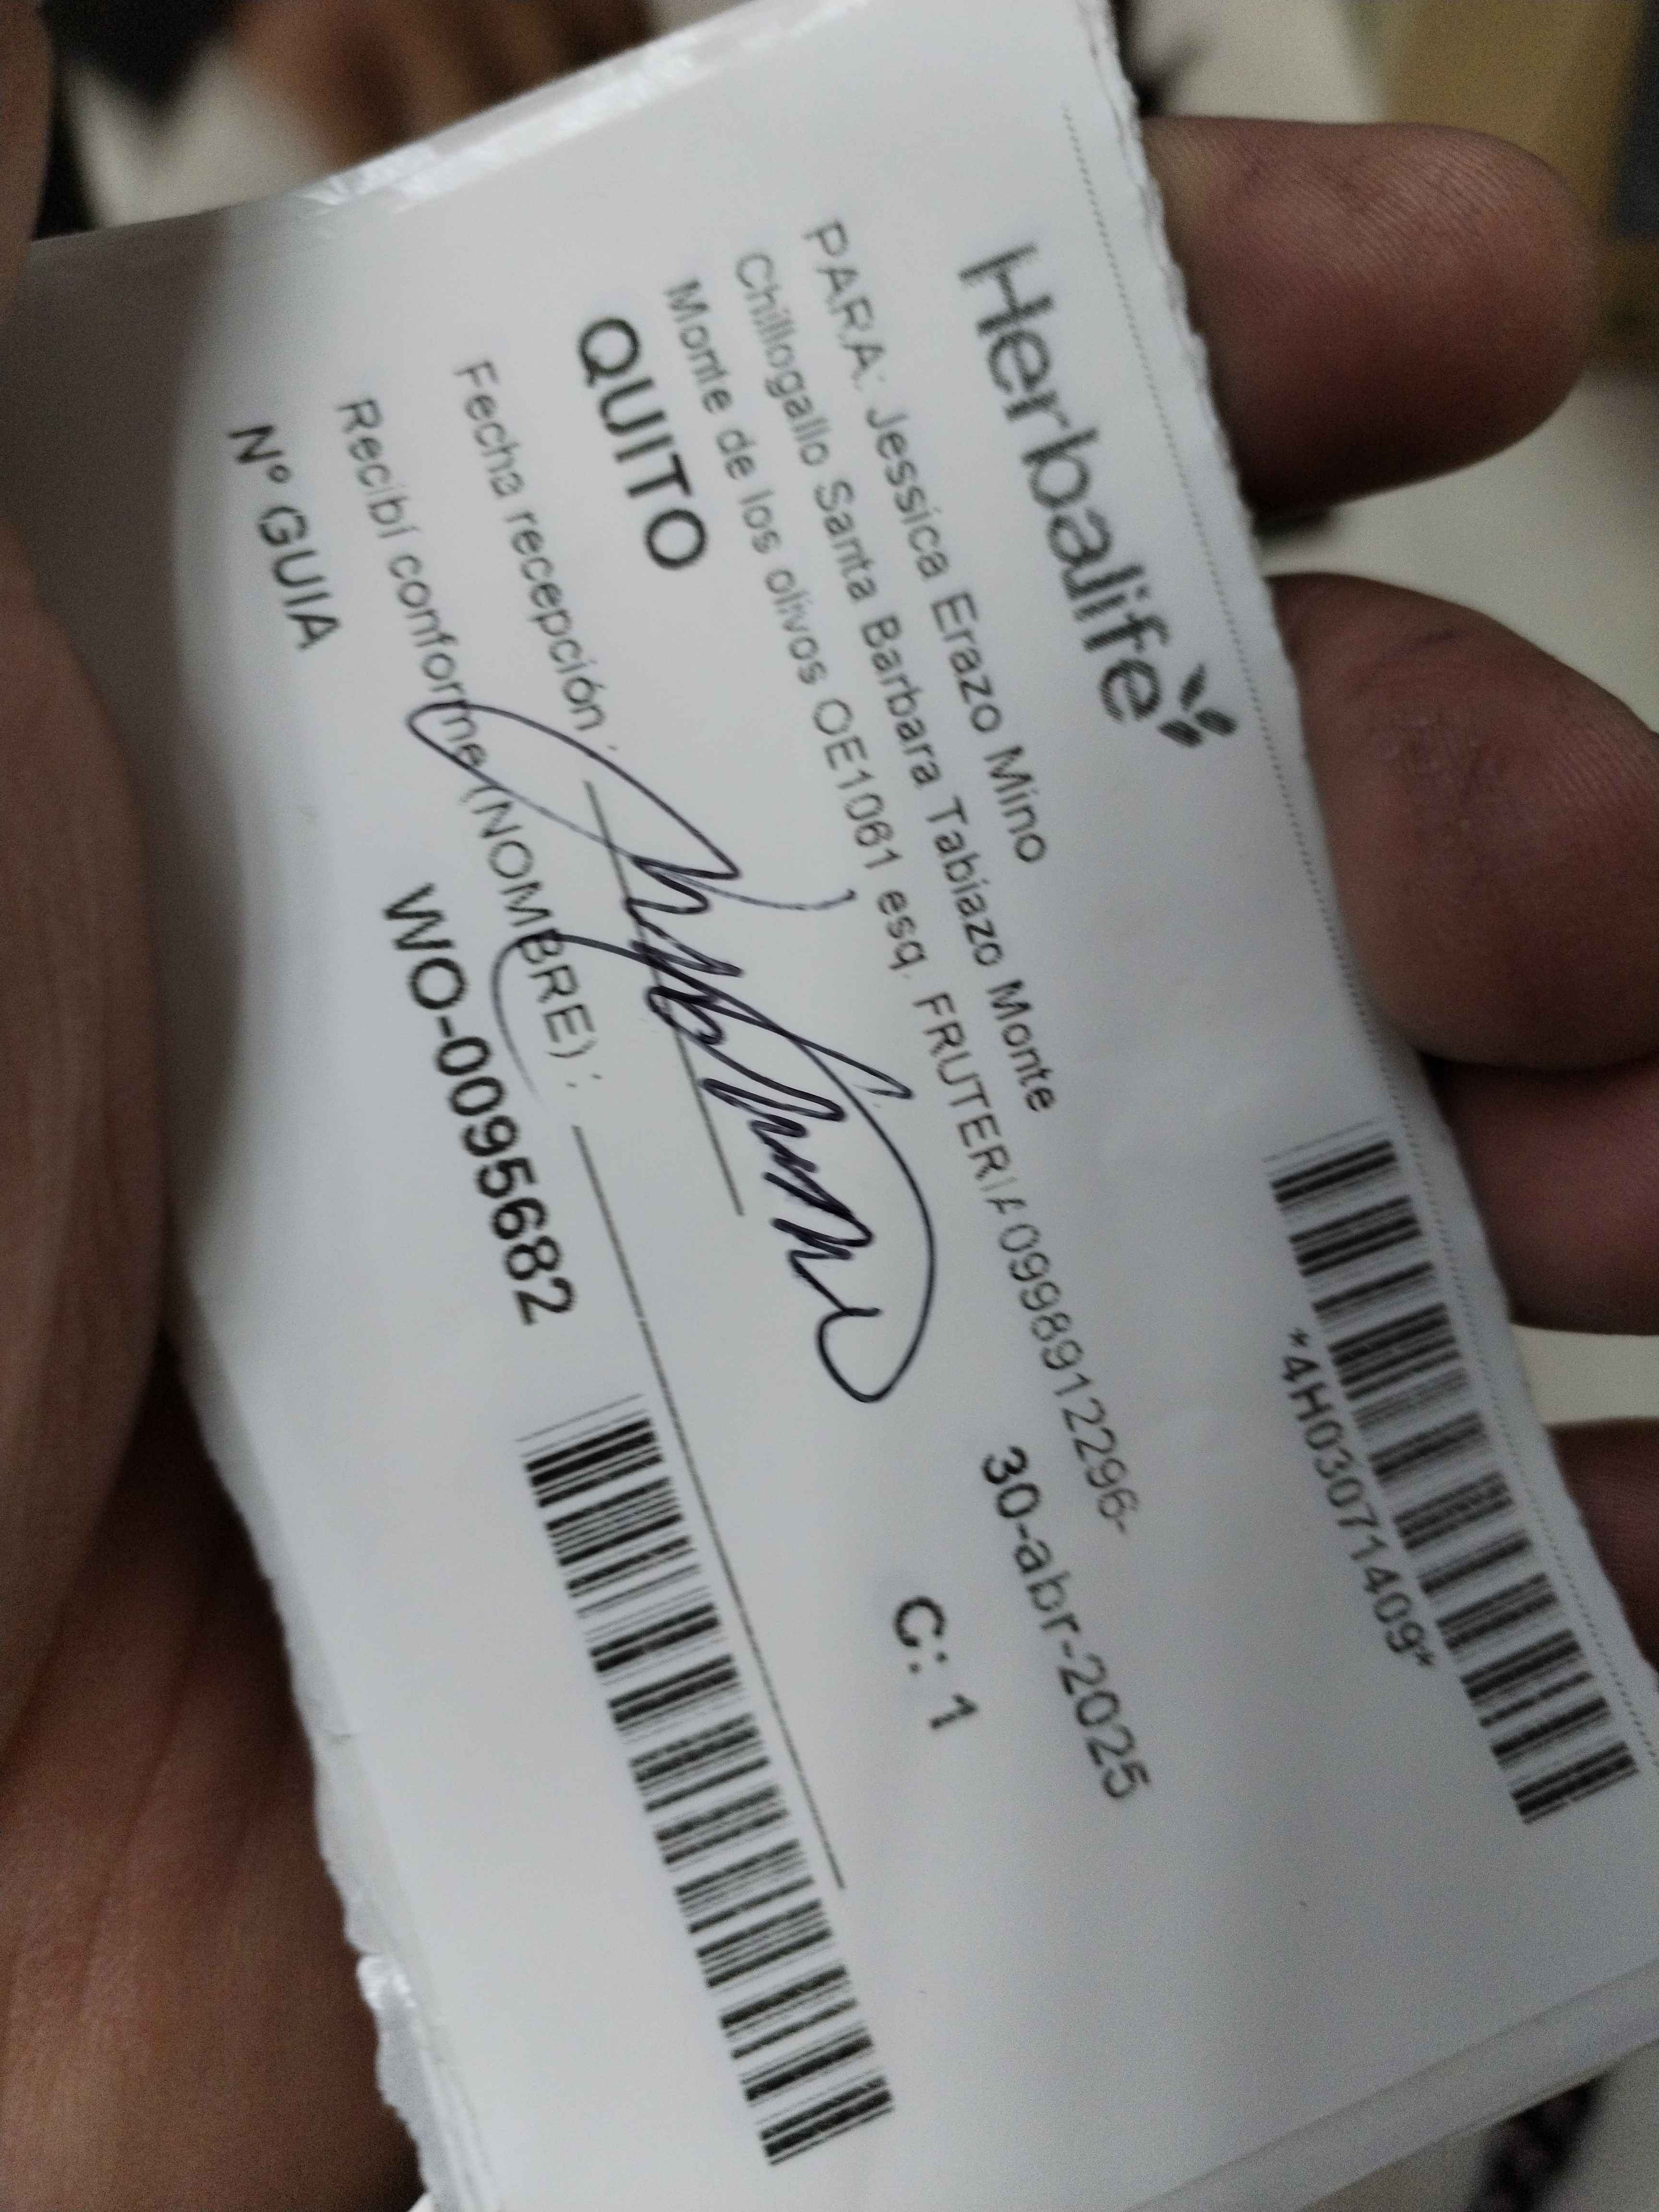 Herbalife
*4H03071409*
PARA: Jessica Erazo Mino
Chillogallo Santa Barbara Tabiazo Monte
Monte de los olivos OE1061 esq. FRUTERIA 0998912296-
30-abr-2025
QUITO
C: 1
Fecha recepción :
Recibí conforme (NOMBRE) :
Nº GUIA WO-0095682